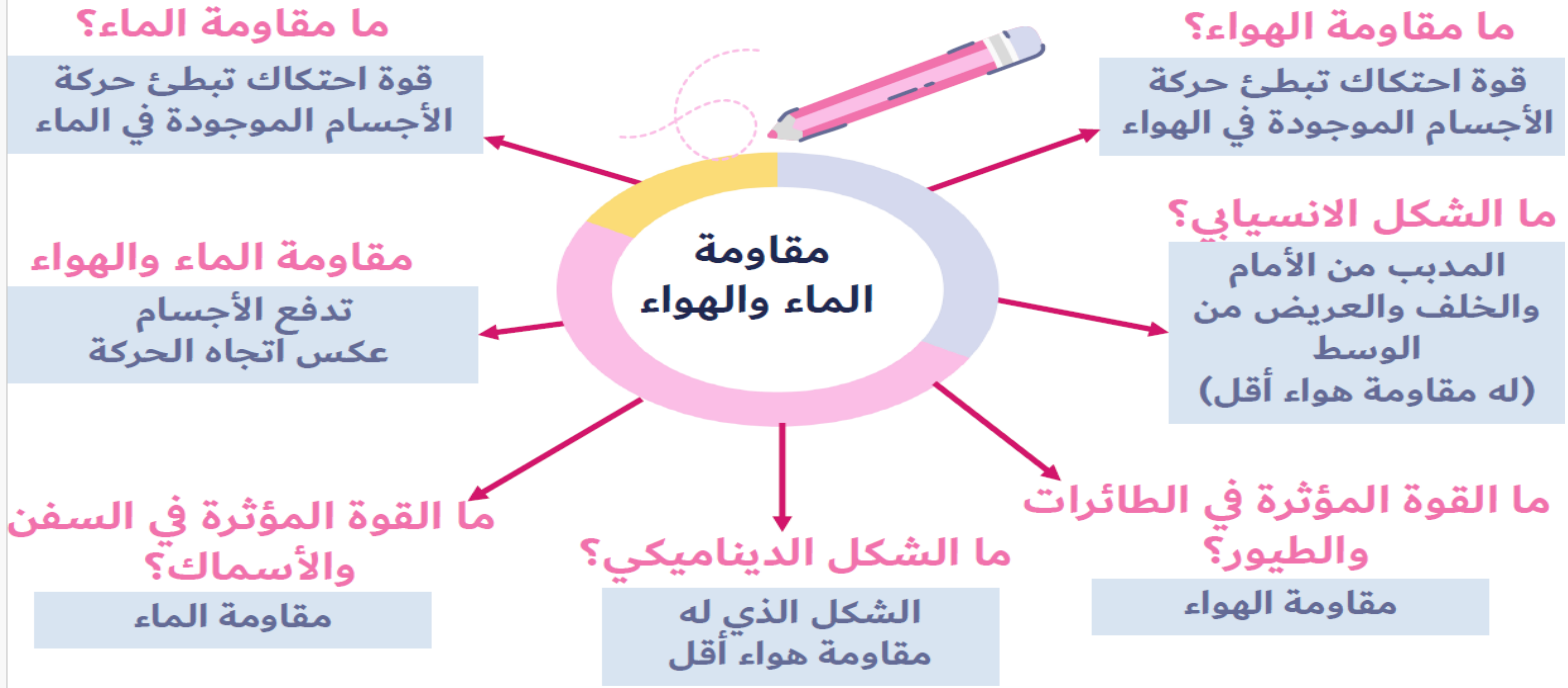 ما مقاومة الهواء؟
قوة احتكاك تبطئ حركة
الأجسام الموجودة في الهواء
ما مقاومة الماء؟
قوة احتكاك تبطئ حركة
الأجسام الموجودة في الماء
مقاومة
الماء والهواء
ما الشكل الانسيابي؟
المدبب من الأمام
والخلف والعريض من
الوسط
(له مقاومة هواء أقل)
مقاومة الماء والهواء
تدفع الأجسام
عكس اتجاه الحركة
ما القوة المؤثرة في الطائرات
والطيور؟
مقاومة الهواء
ما الشكل الديناميكي؟
الشكل الذي له
مقاومة هواء أقل
ما القوة المؤثرة في السفن
والأسماك؟
مقاومة الماء